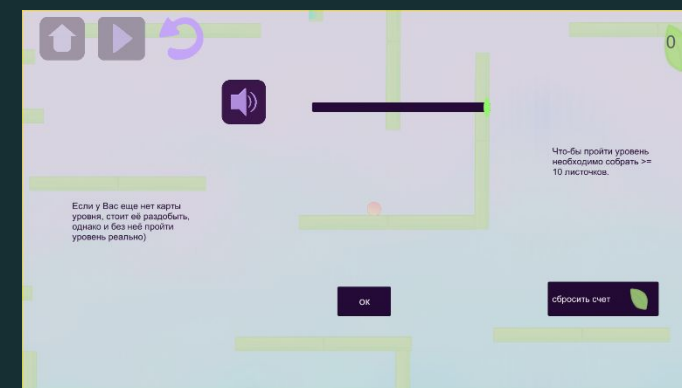 0
Что-бы пройти уровень
необходимо собрать >=
10 листочков.
Если у Вас еще нет карты
уровня, стоит её раздобыть,
однако и без неё пройти
уровень реально)
ок
сбросить счет